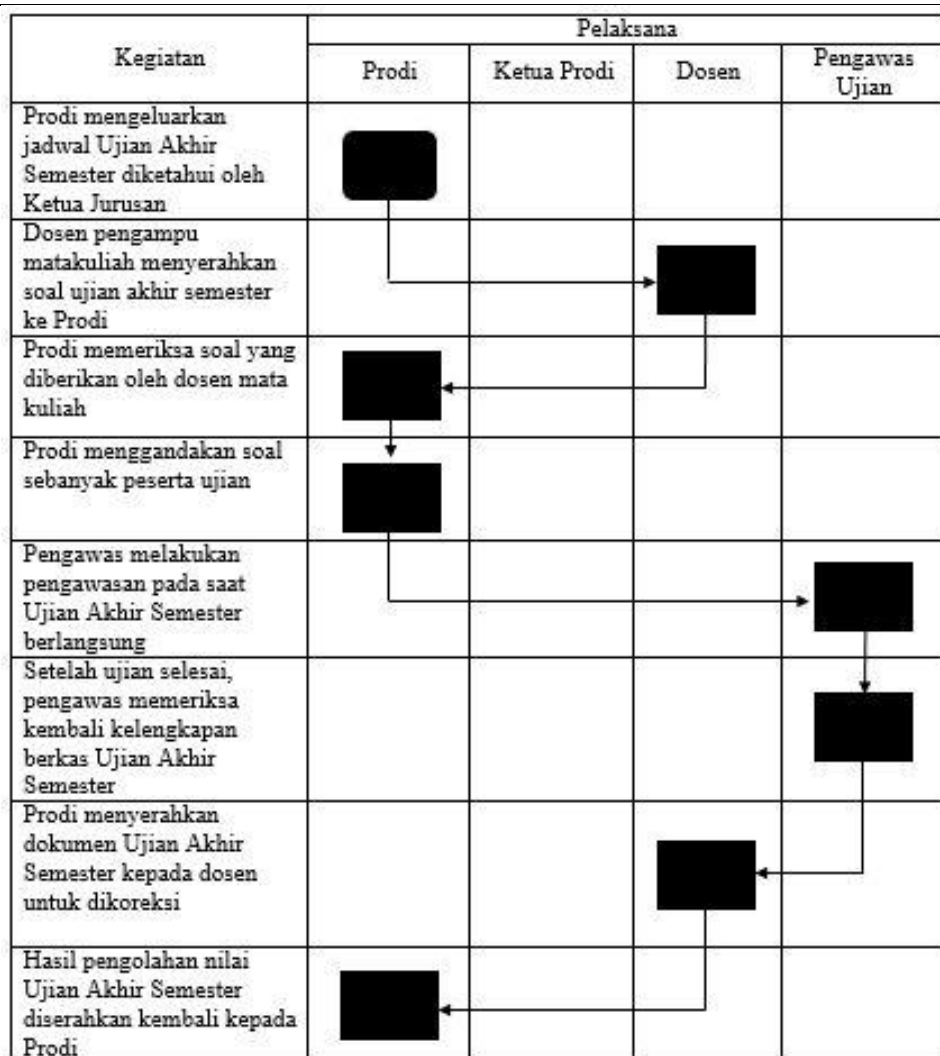 Kegiatan
Pelaksana
Prodi
Ketua Prodi
Dosen
Pengawas
Ujian
Prodi mengeluarkan
jadwal Ujian Akhir
Semester diketahui oleh
Ketua Jurusan
Dosen pengampu
matakuliah menyerahkan
soal ujian akhir semester
ke Prodi
Prodi memeriksa soal yang
diberikan oleh dosen mata
kuliah
Prodi menggandakan soal
sebanyak peserta ujian
Pengawas melakukan
pengawasan pada saat
Ujian Akhir Semester
berlangsung
Setelah ujian selesai,
pengawas memeriksa
kembali kelengkapan
berkas Ujian Akhir
Semester
Prodi menyerahkan
dokumen Ujian Akhir
Semester kepada dosen
untuk dikoreksi
Hasil pengolahan nilai
Ujian Akhir Semester
diserahkan kembali kepada
Prodi